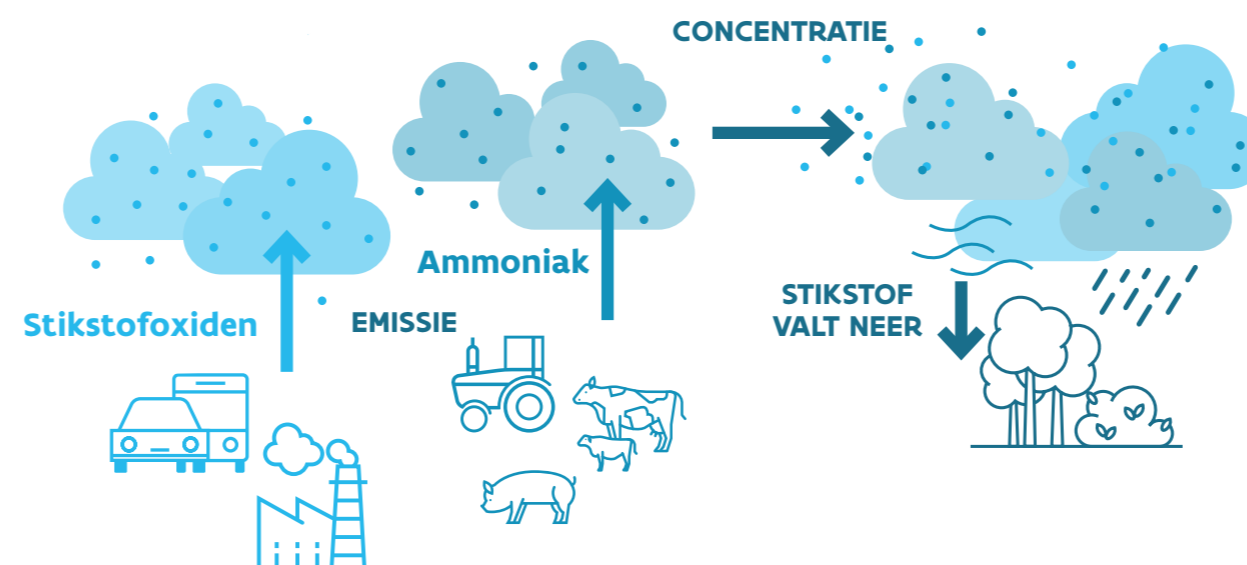 CONCENTRATIE
Ammoniak
Stikstofoxiden
EMISSIE
STIKSTOF
VALT NEER